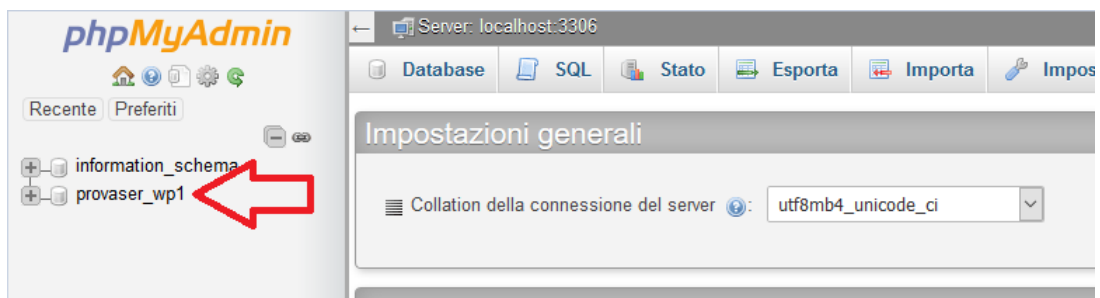 phpMyAdmin
Recente Preferiti
information_schema
provaser_wp1
Server: localhost:3306
Database SQL Stato Esporta Importa Impos
Impostazioni generali
Collation della connessione del server : utf8mb4_unicode_ci